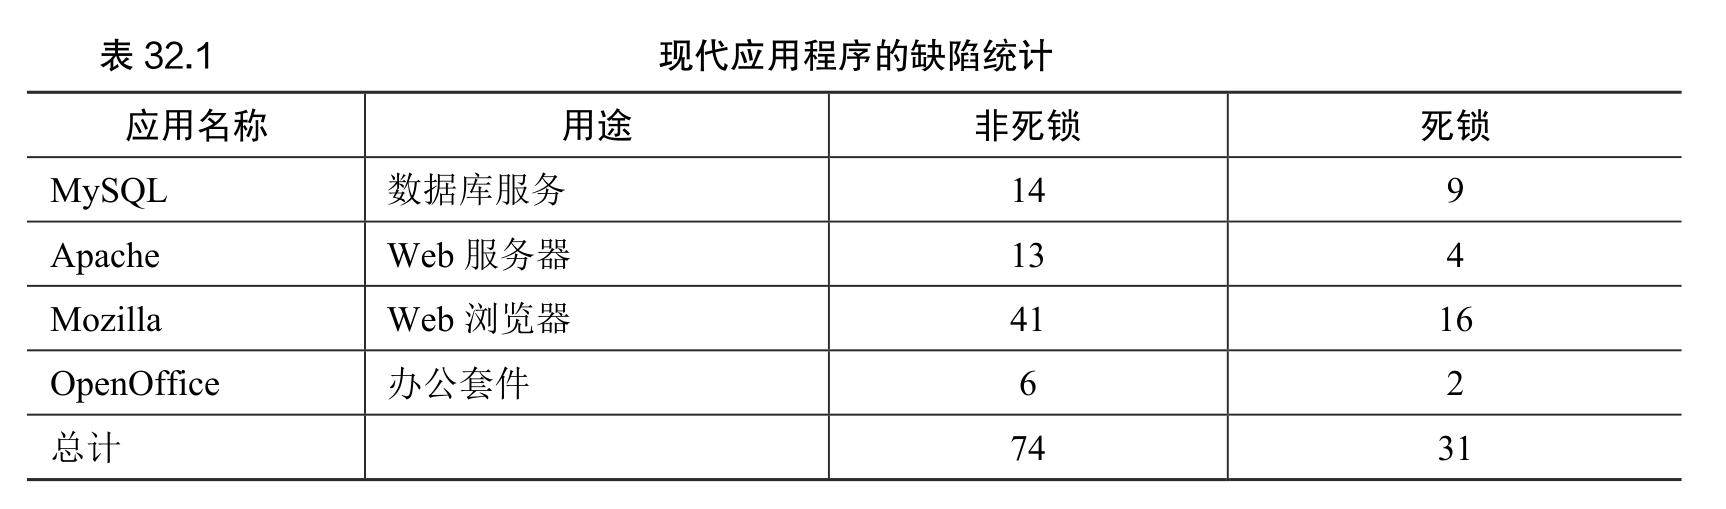 表 32.1 现代应用程序的缺陷统计
应用名称 用途 非死锁 死锁
MySQL 数据库服务 14 9
Apache Web 服务器 13 4
Mozilla Web 浏览器 41 16
OpenOffice 办公套件 6 2
总计 74 31